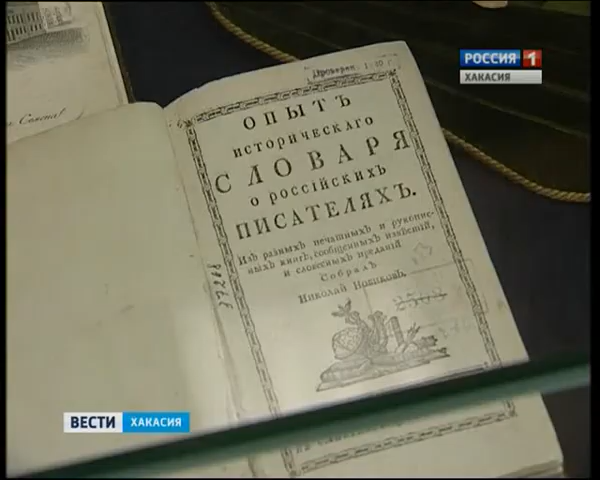 РОССИЯ 1
ХАКАСИЯ
ОПЫТЪ
ИСТОРИЧЕСКАГО
СЛОВАРЯ
О РОССІЙСКИХЪ
ПИСАТЕЛЯХЪ.
Изъ разныхъ печатныхъ и рукопис-
ныхъ книгъ, сообщенныхъ извѣстій,
и словесныхъ преданій
Собралъ
Николай Новиковъ.
ВЕСТИ ХАКАСИЯ